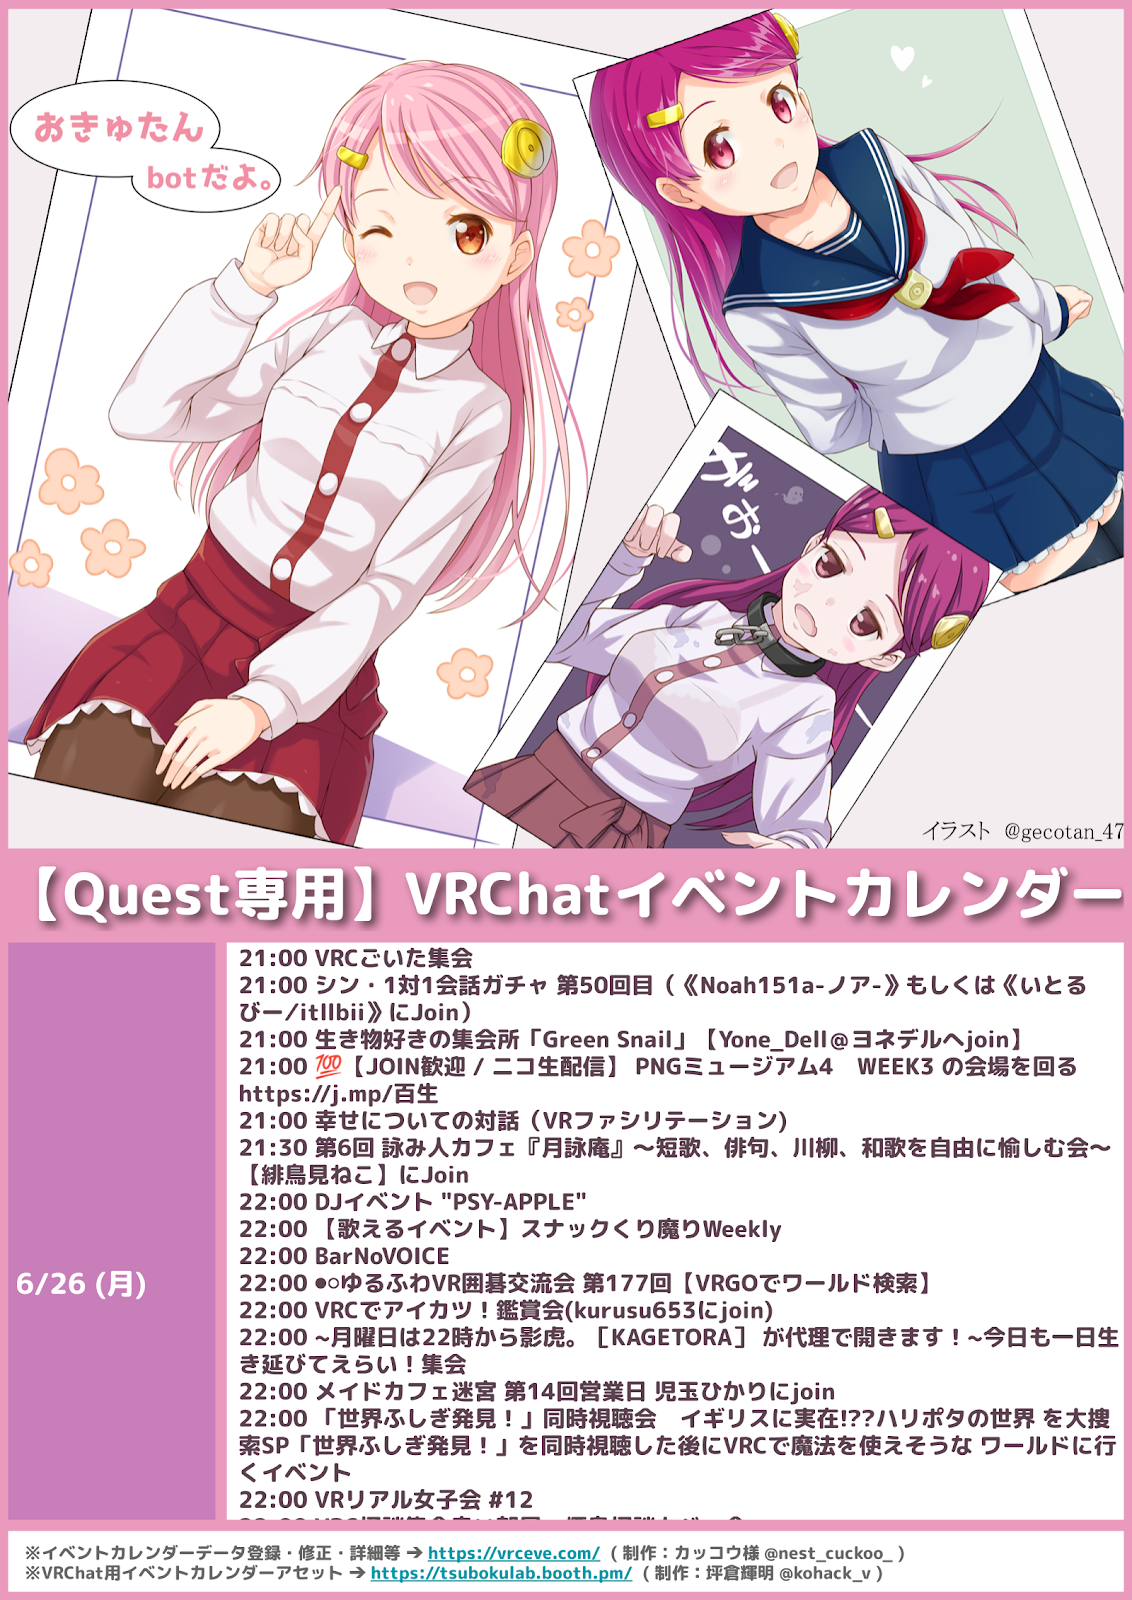 おきゅたん
botだよ。
がおー
イラスト @gecotan_47
【Quest専用】VRChatイベントカレンダー
6/26 (月)
21:00 VRCごいた集会
21:00 シン・1対1会話ガチャ 第50回目（《Noah151a-ノア-》もしくは《いとる
びー/itllbii》にJoin）
21:00 生き物好きの集会所「Green Snail」【Yone_Dell@ヨネデルへjoin】
21:00 💯【JOIN歓迎 / ニコ生配信】 PNGミュージアム4　WEEK3 の会場を回る
https://j.mp/百生
21:00 幸せについての対話（VRファシリテーション)
21:30 第6回 詠み人カフェ『月詠庵』～短歌、俳句、川柳、和歌を自由に愉しむ会～
【緋鳥見ねこ】にJoin
22:00 DJイベント "PSY-APPLE"
22:00 【歌えるイベント】スナックくり魔りWeekly
22:00 BarNoVOICE
22:00 ●○ゆるふわVR囲碁交流会 第177回【VRGOでワールド検索】
22:00 VRCでアイカツ！鑑賞会(kurusu653にjoin)
22:00 ~月曜日は22時から影虎。［KAGETORA］ が代理で開きます！~今日も一日生
き延びてえらい！集会
22:00 メイドカフェ迷宮 第14回営業日 児玉ひかりにjoin
22:00 「世界ふしぎ発見！」同時視聴会　イギリスに実在!??ハリポタの世界 を大捜
索SP「世界ふしぎ発見！」を同時視聴した後にVRCで魔法を使えそうな ワールドに行
くイベント
22:00 VRリアル女子会 #12
※イベントカレンダーデータ登録・修正・詳細等 ➔ https://vrceve.com/ （ 制作：カッコウ様 @nest_cuckoo_ ）
※VRChat用イベントカレンダーアセット ➔ https://tsubokulab.booth.pm/ （ 制作：坪倉輝明 @kohack_v ）